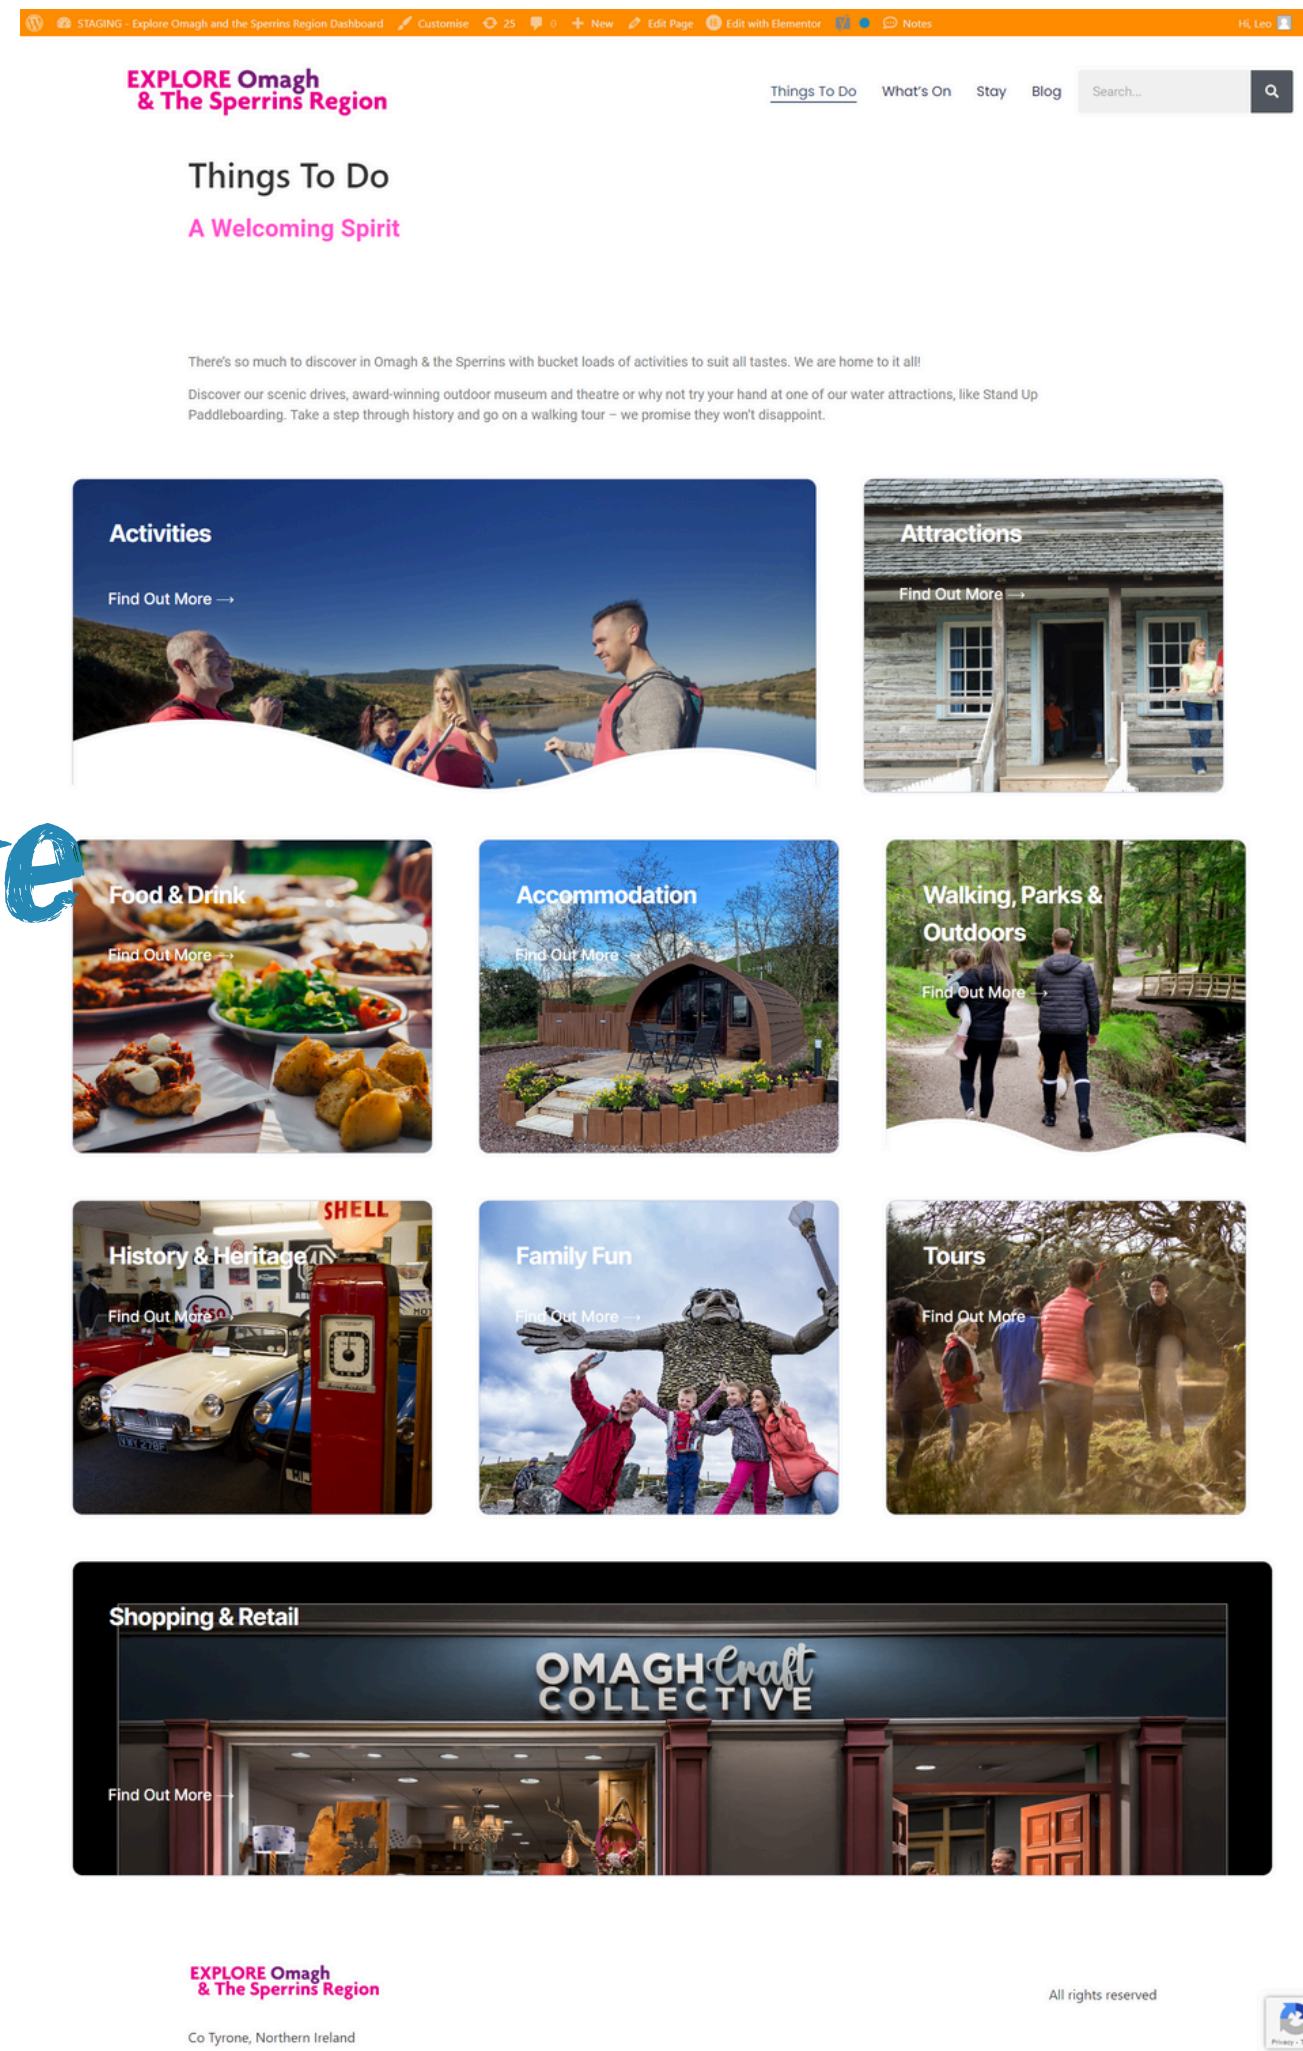 STAGING - Explore Omagh and the Sperrins Region Dashboard Customise 25 0 New Edit Page Edit with Elementor Notes Hi, Leo
EXPLORE Omagh
& The Sperrins Region
Things To Do What's On Stay Blog Search...
Things To Do
A Welcoming Spirit
There's so much to discover in Omagh & the Sperrins with bucket loads of activities to suit all tastes. We are home to it all!
Discover our scenic drives, award-winning outdoor museum and theatre or why not try your hand at one of our water attractions, like Stand Up
Paddleboarding. Take a step through history and go on a walking tour – we promise they won't disappoint.
Activities
Find Out More →
Attractions
Find Out More →
e
Food & Drink
Find Out More →
Accommodation
Find Out More →
Walking, Parks &
Outdoors
Find Out More →
SHELL
History & Heritage
Esso
Find Out More →
Family Fun
Find Out More →
Tours
Find Out More →
Shopping & Retail
OMAGH Craft
COLLECTIVE
Find Out More →
EXPLORE Omagh
& The Sperrins Region
All rights reserved
Co Tyrone, Northern Ireland
Privacy - T